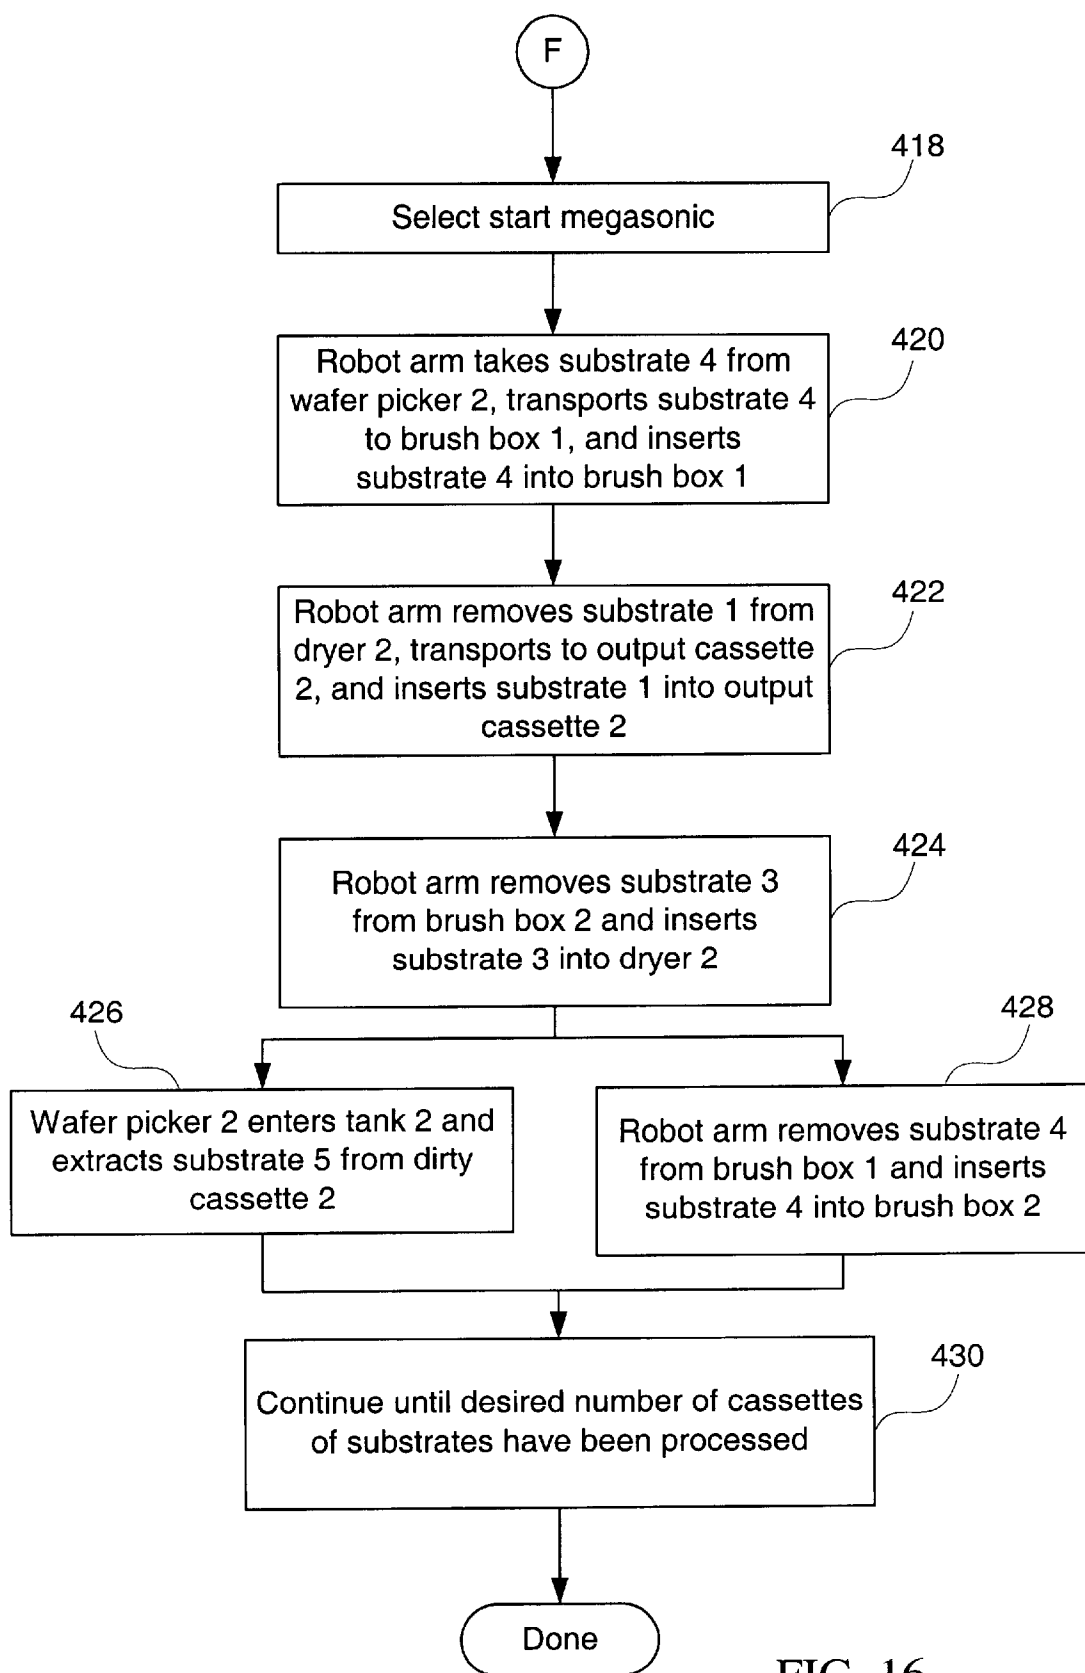 F
418
Select start megasonic
420
Robot arm takes substrate 4 from
wafer picker 2, transports substrate 4
to brush box 1, and inserts
substrate 4 into brush box 1
422
Robot arm removes substrate 1 from
dryer 2, transports to output cassette
2, and inserts substrate 1 into output
cassette 2
424
Robot arm removes substrate 3
from brush box 2 and inserts
substrate 3 into dryer 2
426
Wafer picker 2 enters tank 2 and
extracts substrate 5 from dirty
cassette 2
428
Robot arm removes substrate 4
from brush box 1 and inserts
substrate 4 into brush box 2
430
Continue until desired number of cassettes
of substrates have been processed
Done
FIG. 16